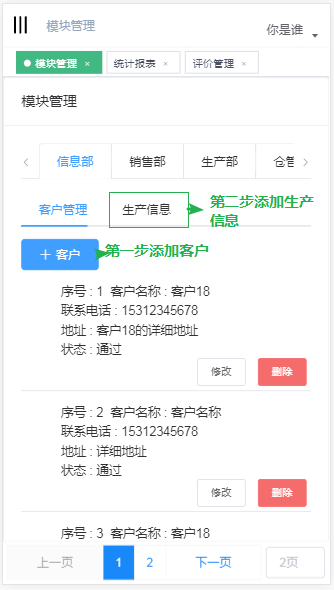 模块管理
你是谁
模块管理 ×
统计报表 ×
评价管理 ×
模块管理
信息部
销售部
生产部
仓管
客户管理
生产信息
第二步添加生产
信息
+ 客户
第一步添加客户
序号 : 1 客户名称 : 客户18
联系电话 : 15312345678
地址 : 客户18的详细地址
状态 : 通过
修改
删除
序号 : 2 客户名称 : 客户名称
联系电话 : 15312345678
地址 : 详细地址
状态 : 通过
修改
删除
序号 : 3 客户名称 : 客户18
上一页
1
2
下一页
2页